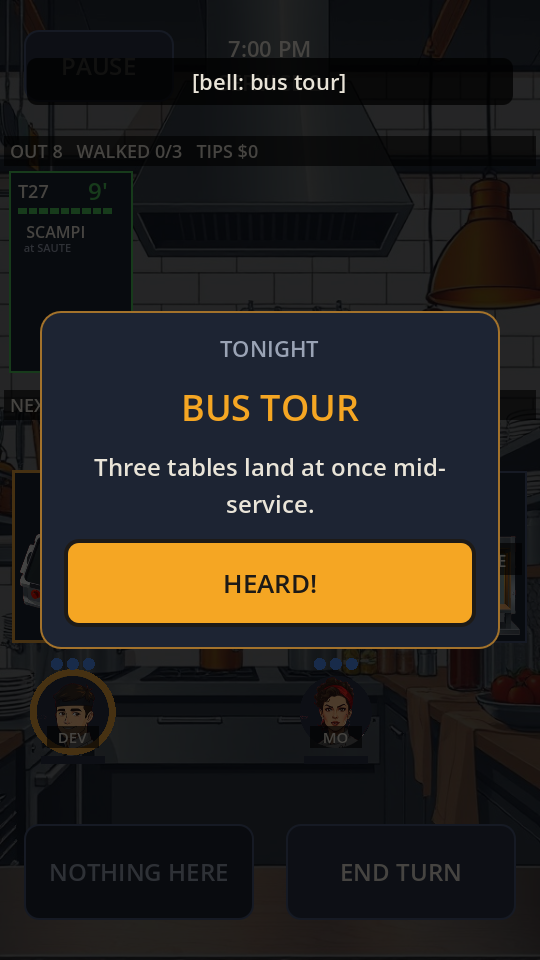 PAUSE
7:00 PM
[bell: bus tour]
OUT 8 WALKED 0/3 TIPS $0
T27 9'
SCAMPI
at SAUTE
TONIGHT
BUS TOUR
Three tables land at once mid-
service.
HEARD!
DEV
MO
NOTHING HERE
END TURN